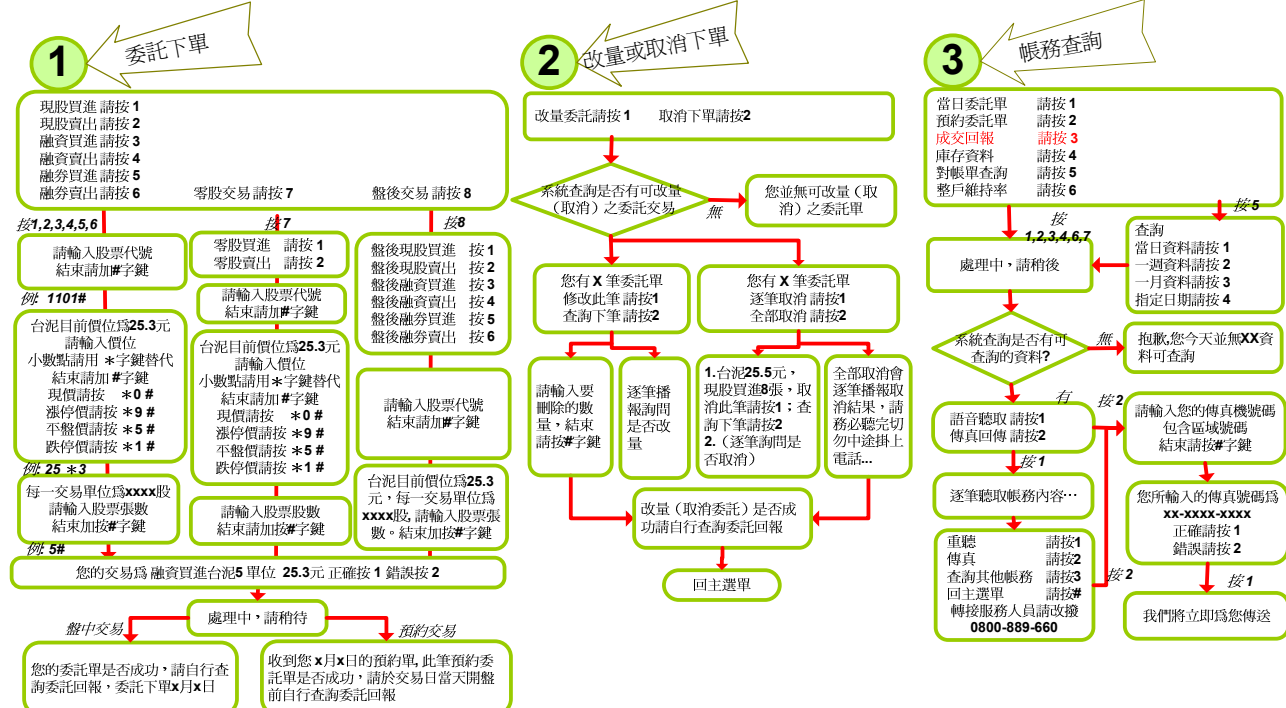 1
委託下單
現股買進 請按 1
現股賣出 請按 2
融資買進 請按 3
融資賣出 請按 4
融券買進 請按 5
融券賣出 請按 6
零股交易 請按 7
盤後交易 請按 8
按1,2,3,4,5,6
請輸入股票代號
結束請加#字鍵
例: 1101#
台泥目前價位為25.3元
請輸入價位
小數點請用 *字鍵替代
結束請加 #字鍵
現價請按 *0 #
漲停價請按 *9 #
平盤價請按 *5 #
跌停價請按 *1 #
例: 25 *3
每一交易單位為xxxx股
請輸入股票張數
結束加按#字鍵
例: 5#
按7
零股買進 請按 1
零股賣出 請按 2
請輸入股票代號
結束請加#字鍵
台泥目前價位為25.3元
請輸入價位
小數點請用*字鍵替代
結束請加 #字鍵
現價請按 *0 #
漲停價請按 *9 #
平盤價請按 *5 #
跌停價請按 *1 #
請輸入股票股數
結束請加按#字鍵
按8
盤後現股買進 按 1
盤後現股賣出 按 2
盤後融資買進 按 3
盤後融資賣出 按 4
盤後融券買進 按 5
盤後融券賣出 按 6
請輸入股票代號
結束加#字鍵
台泥目前價位為25.3
元，每一交易單位為
xxxx股, 請輸入股票張
數。結束加按#字鍵
您的交易為 融資買進台泥5 單位 25.3元 正確按 1 錯誤按 2
處理中，請稍待
盤中交易
預約交易
您的委託單是否成功，請自行查
詢委託回報，委託下單x月x日
收到您 x月x日的預約單, 此筆預約委
託單是否成功，請於交易日當天開盤
前自行查詢委託回報
2
改量或取消下單
改量委託請按 1 取消下單請按2
系統查詢是否有可改量
（取消）之委託交易
無
您並無可改量（取
消）之委託單
您有 X 筆委託單
修改此筆 請按1
查詢下筆 請按2
您有 X 筆委託單
逐筆取消 請按1
全部取消 請按2
請輸入要
刪除的數
量，結束
請按#字鍵
逐筆播
報詢問
是否改
量
1.台泥25.5元，
現股買進8張，取
消此筆請按1；查
詢下筆請按2
2.（逐筆詢問是
否取消）
全部取消會
逐筆播報取
消結果，請
務必聽完切
勿中途掛上
電話...
改量（取消委託）是否成
功請自行查詢委託回報
回主選單
3
帳務查詢
當日委託單 請按 1
預約委託單 請按 2
成交回報 請按 3
庫存資料 請按 4
對帳單查詢 請按 5
整戶維持率 請按 6
按
1,2,3,4,6,7
按5
處理中，請稍後
查詢
當日資料請按 1
一週資料請按 2
一月資料請按 3
指定日期請按 4
系統查詢是否有可
查詢的資料?
無
抱歉,您今天並無XX資
料可查詢
有
語音聽取 請按1
傳真回傳 請按2
按 2
請輸入您的傳真機號碼
包含區域號碼
結束請按#字鍵
按 1
逐筆聽取帳務內容…
您所輸入的傳真號碼為
xx-xxxx-xxxx
正確請按 1
錯誤請按 2
重聽 請按1
傳真 請按2
查詢其他帳務 請按3
回主選單 請按#
轉接服務人員請改撥
0800-889-660
按 2
按 1
我們將立即為您傳送